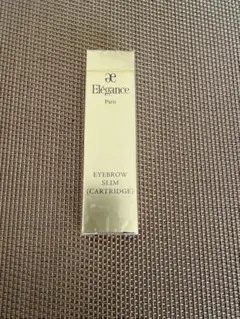 æ
Elégance
Paris
EYEBROW
SLIM
(CARTRIDGE)